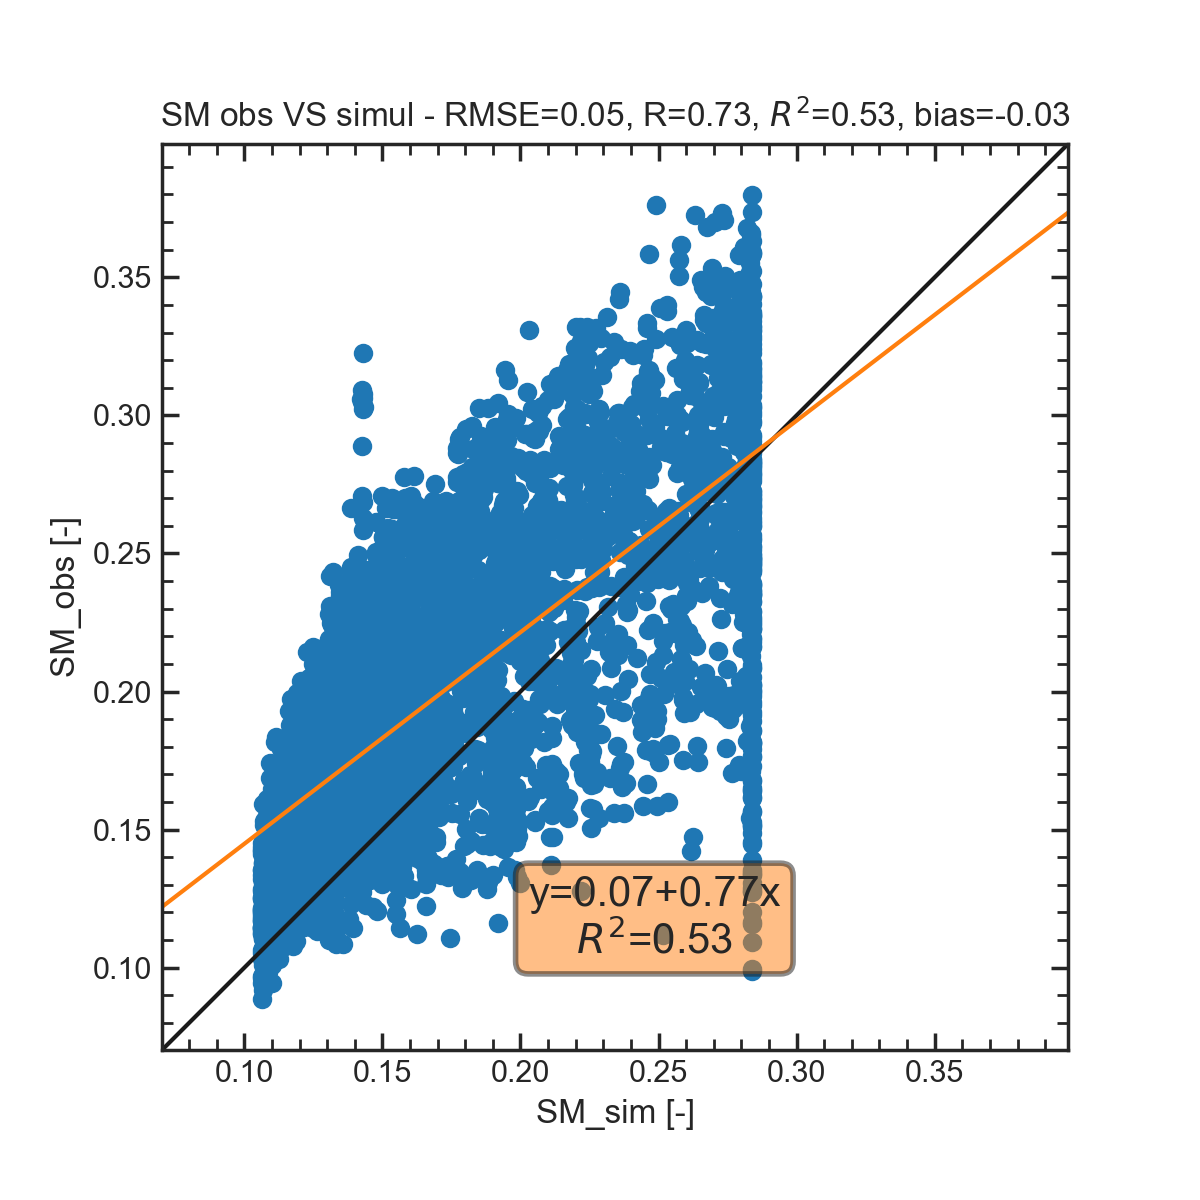 SM obs VS simul - RMSE=0.05, R=0.73, R²=0.53, bias=-0.03
0.35
0.30
0.25
0.20
0.15
0.10
SM_obs [-]
y=0.07+0.77x
R²=0.53
0.10 0.15 0.20 0.25 0.30 0.35
SM_sim [-]